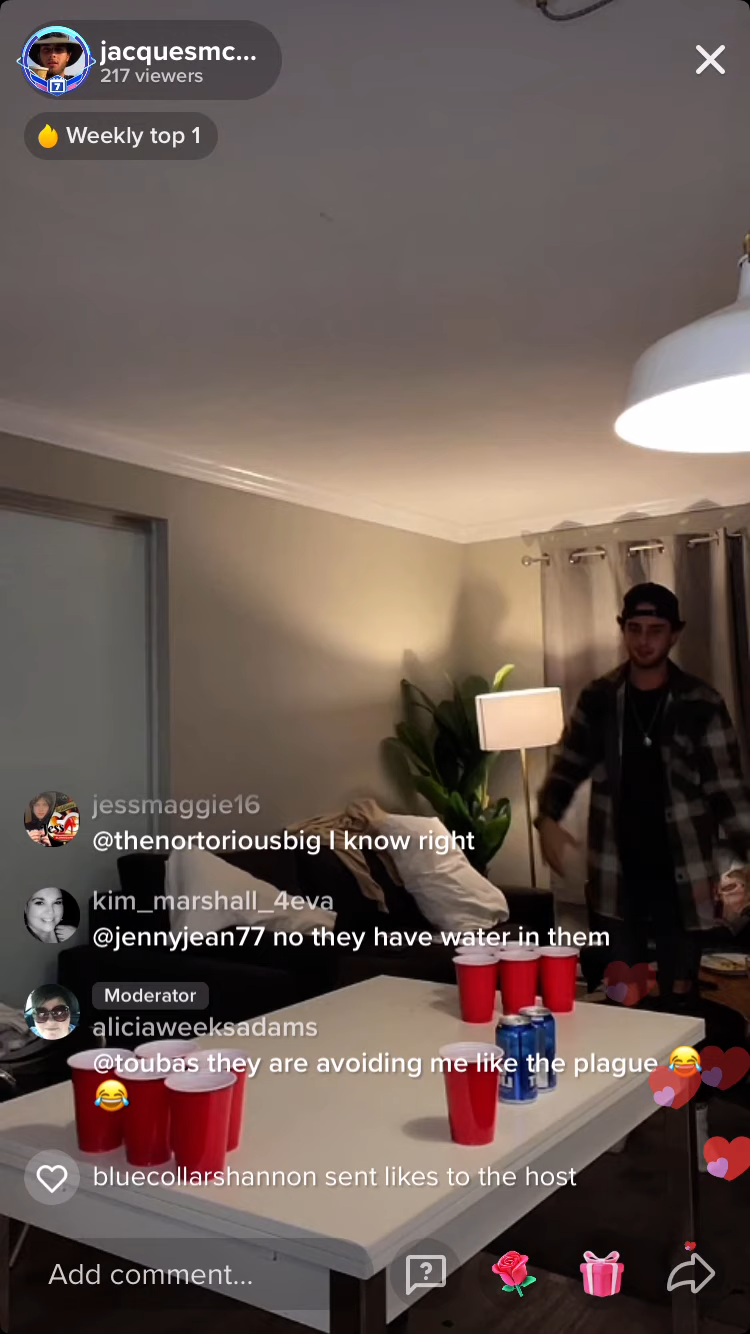 jacquesmc...
217 viewers
7
Weekly top 1
jessmaggie16
@thenortoriousbig I know right
kim_marshall_4eva
@jennyjean77 no they have water in them
Moderator
aliciaweeksadams
@toubas they are avoiding me like the plague 😂
😂
bluecollarshannon sent likes to the host
Add comment...
?